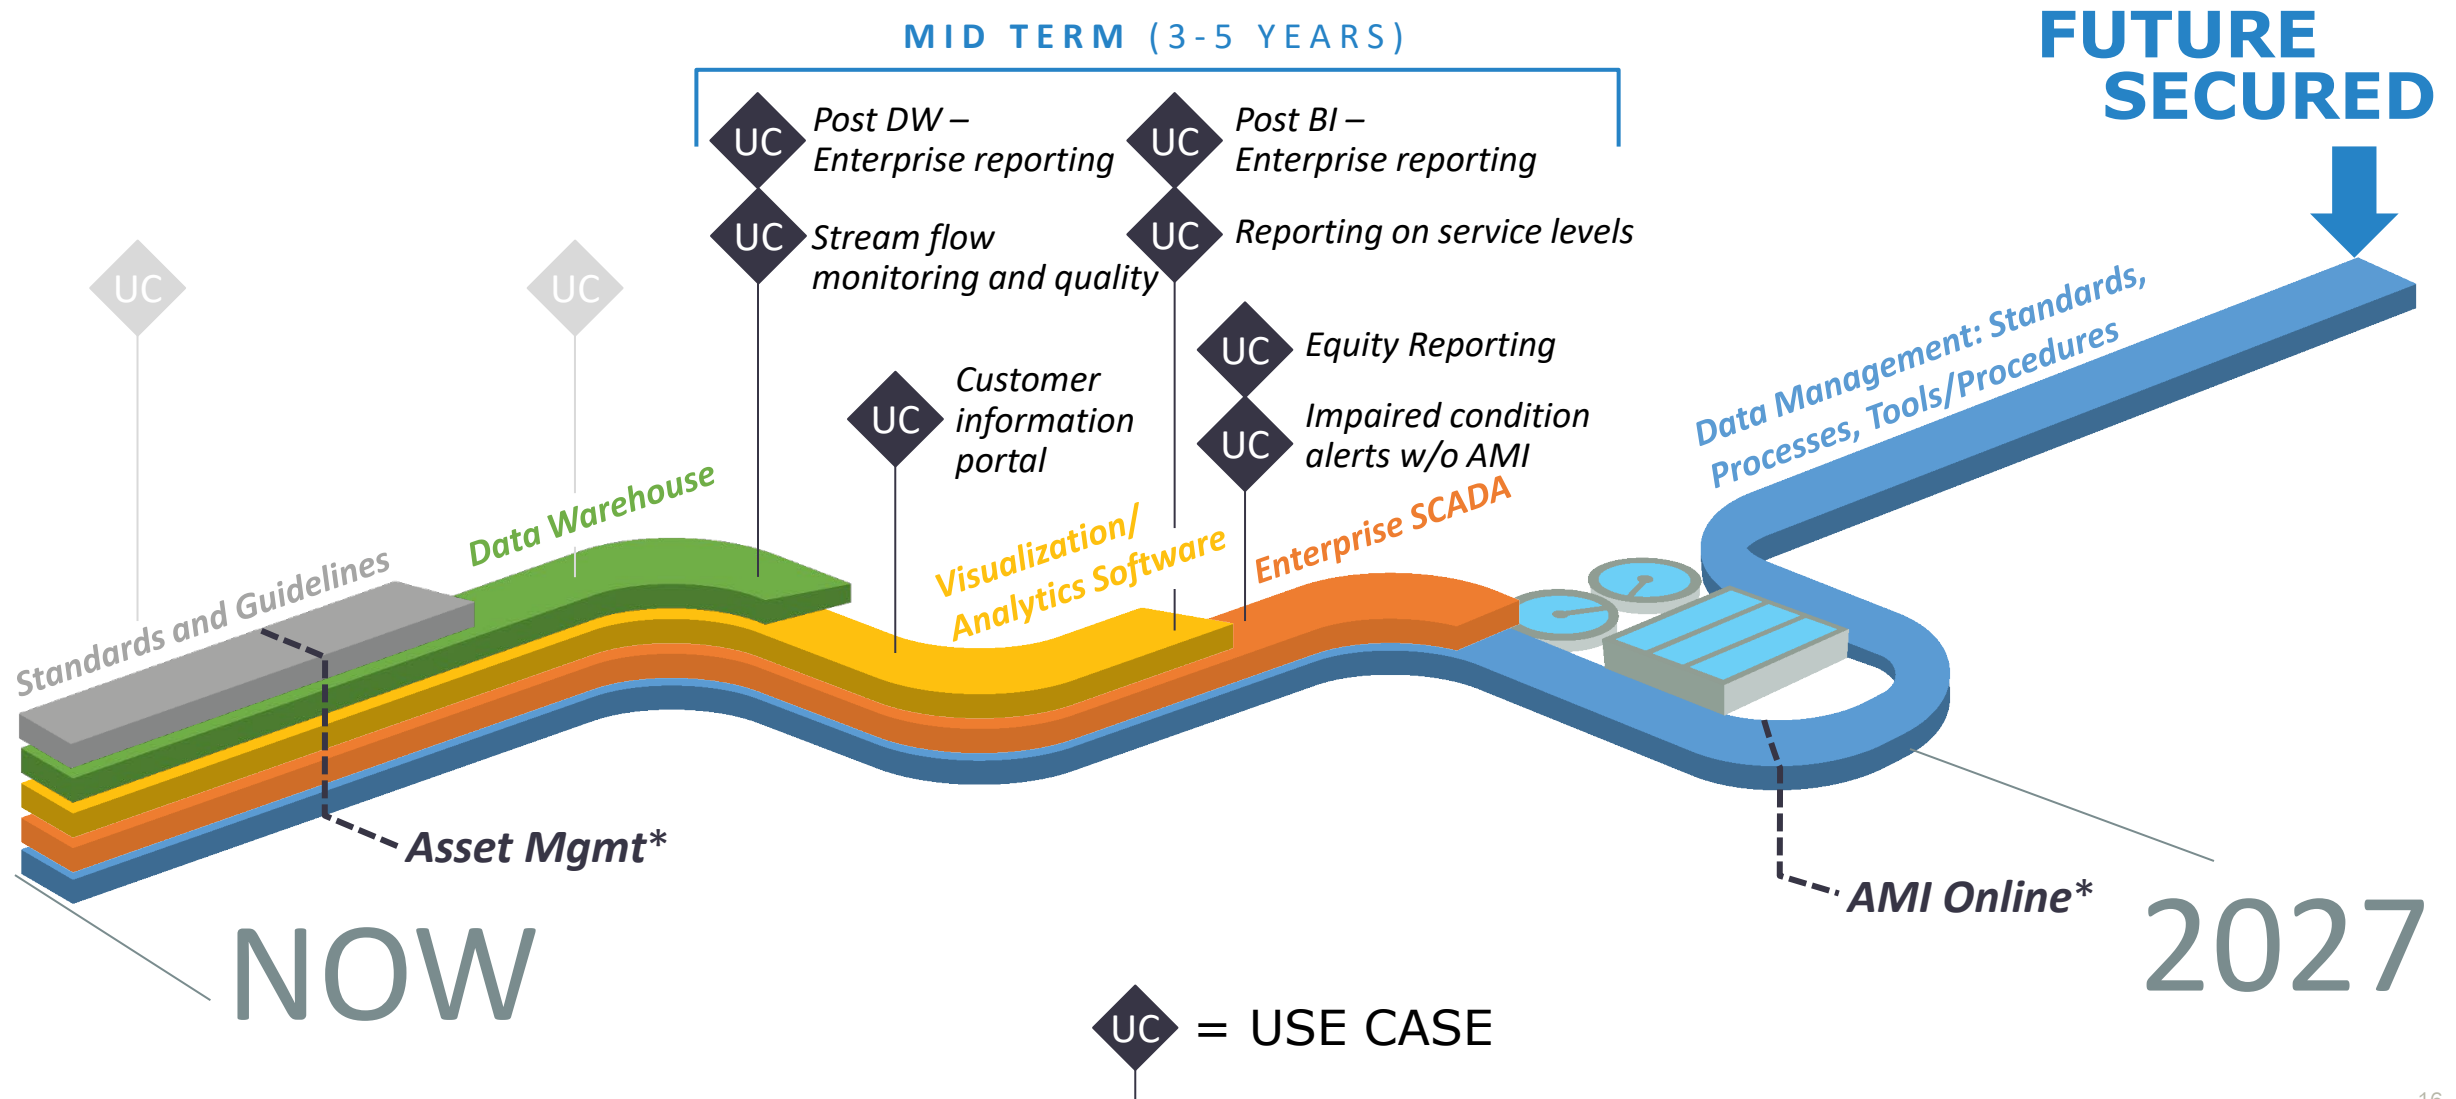 MID TERM (3-5 YEARS)
FUTURE
SECURED
UC
Post DW –
Enterprise reporting
UC
Post BI –
Enterprise reporting
UC
Stream flow
monitoring and quality
UC
Reporting on service levels
UC
UC
UC
Equity Reporting
UC
Customer
information
portal
UC
Impaired condition
alerts w/o AMI
Standards and Guidelines
Data Warehouse
Visualization/
Analytics Software
Enterprise SCADA
Data Management: Standards,
Processes, Tools/Procedures
Asset Mgmt*
AMI Online*
NOW
2027
UC = USE CASE
16